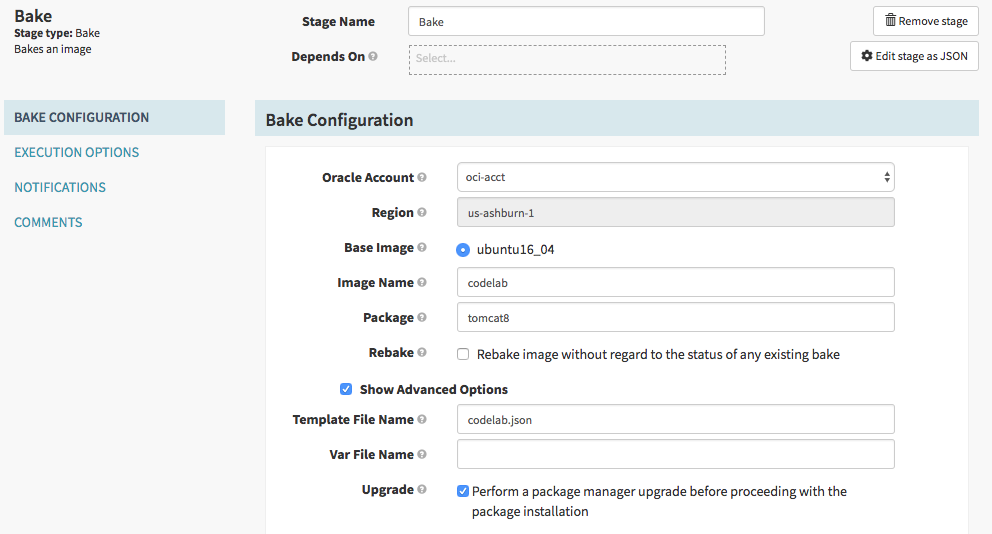 Bake
Stage type: Bake
Bakes an image
Stage Name
Bake
Remove stage
Depends On
Select...
Edit stage as JSON
BAKE CONFIGURATION
EXECUTION OPTIONS
NOTIFICATIONS
COMMENTS
Bake Configuration
Oracle Account
oci-acct
Region
us-ashburn-1
Base Image
ubuntu16_04
Image Name
codelab
Package
tomcat8
Rebake
Rebake image without regard to the status of any existing bake
Show Advanced Options
Template File Name
codelab.json
Var File Name
Upgrade
Perform a package manager upgrade before proceeding with the
package installation